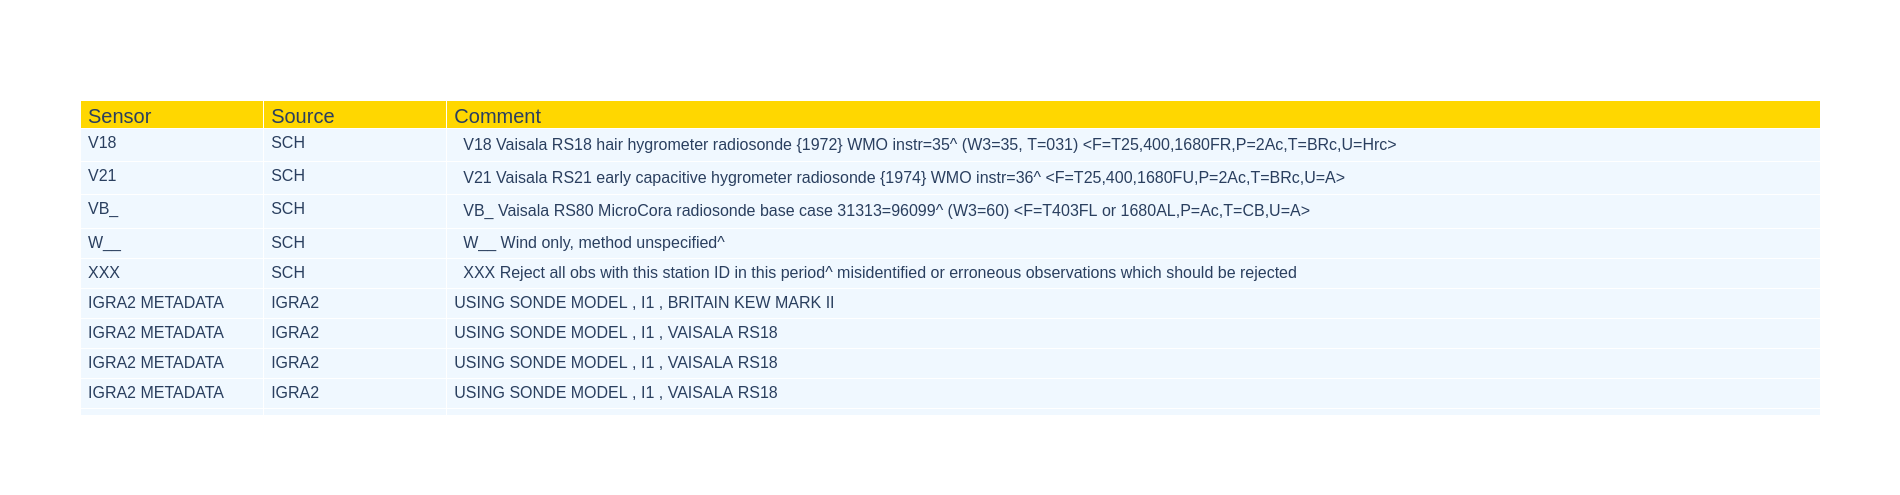 Sensor Source Comment
V18 SCH V18 Vaisala RS18 hair hygrometer radiosonde {1972} WMO instr=35^ (W3=35, T=031) <F=T25,400,1680FR,P=2Ac,T=BRc,U=Hrc>
V21 SCH V21 Vaisala RS21 early capacitive hygrometer radiosonde {1974} WMO instr=36^ <F=T25,400,1680FU,P=2Ac,T=BRc,U=A>
VB_ SCH VB_ Vaisala RS80 MicroCora radiosonde base case 31313=96099^ (W3=60) <F=T403FL or 1680AL,P=Ac,T=CB,U=A>
W__ SCH W__ Wind only, method unspecified^
XXX SCH XXX Reject all obs with this station ID in this period^ misidentified or erroneous observations which should be rejected
IGRA2 METADATA IGRA2 USING SONDE MODEL , I1 , BRITAIN KEW MARK II
IGRA2 METADATA IGRA2 USING SONDE MODEL , I1 , VAISALA RS18
IGRA2 METADATA IGRA2 USING SONDE MODEL , I1 , VAISALA RS18
IGRA2 METADATA IGRA2 USING SONDE MODEL , I1 , VAISALA RS18